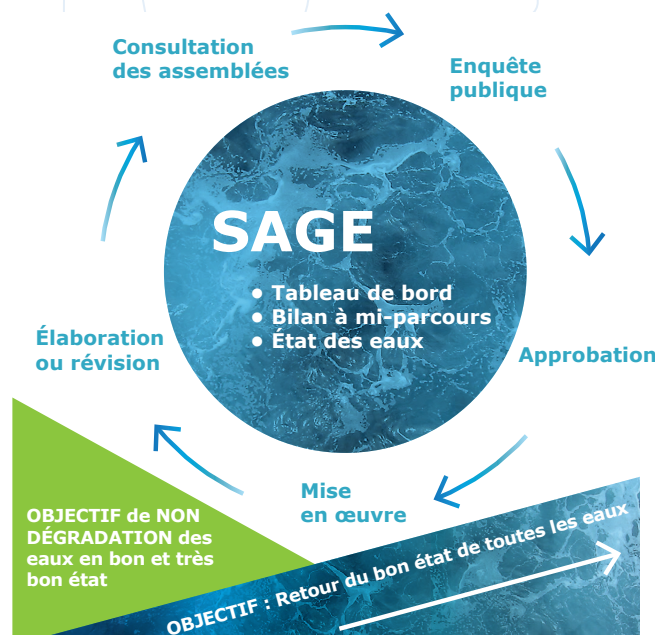 Consultation
des assemblées
Enquête
publique
SAGE
• Tableau de bord
• Bilan à mi-parcours
• État des eaux
Élaboration
ou révision
Approbation
Mise
en œuvre
OBJECTIF de NON
DÉGRADATION des
eaux en bon et très
bon état
OBJECTIF : Retour du bon état de toutes les eaux